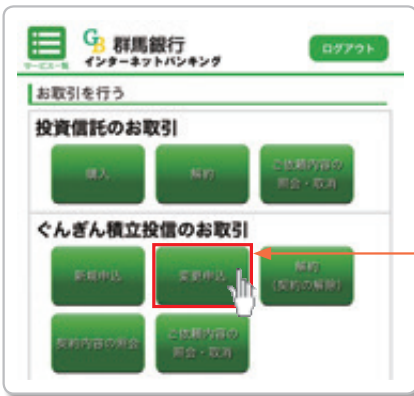 GB 群馬銀行
インターネットバンキング
ログアウト
サービス一覧
お取引を行う
投資信託のお取引
購入
解約
ご依頼内容の
照会・取消
ぐんぎん積立投信のお取引
新規申込
変更申込
解約
(契約の解除)
契約内容の照会
ご依頼内容の
照会・取消